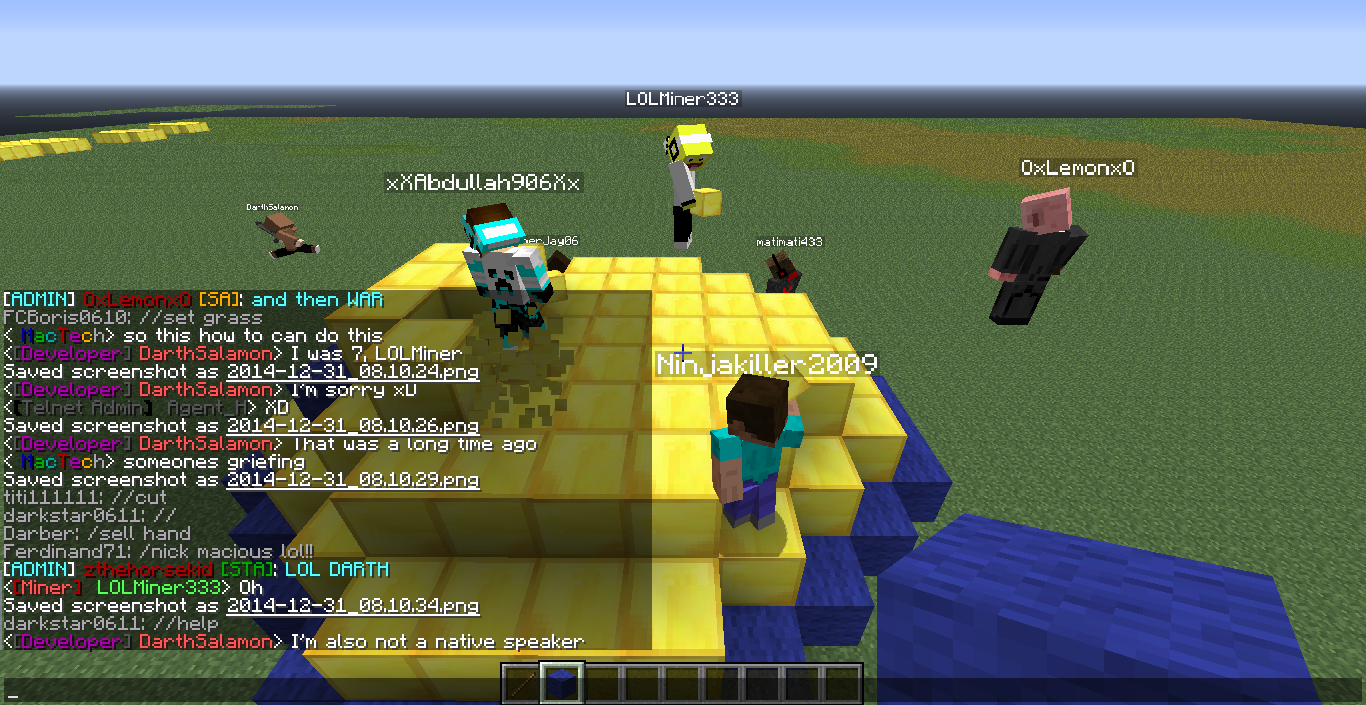 LOLMiner333
0xLemonx0
xXAbdullah906Xx
DarthSalamon
matimati433
[ADMIN] 0xLemonx0 [SA]: and then WAR
FCBoris0610: //set grass
< MacTech> so this how to can do this
Ninjakiller2009
<[Developer] DarthSalamon> I was 7, LOLMiner
Saved screenshot as 2014-12-31_08.10.24.png
<[Developer] DarthSalamon> I'm sorry xD
<[Telnet Admin] Agent_H> XD
Saved screenshot as 2014-12-31_08.10.26.png
<[Developer] DarthSalamon> That was a long time ago
< MacTech> someones griefing
Saved screenshot as 2014-12-31_08.10.29.png
titi111111: //cut
darkstar0611: //
Darber: /sell hand
Ferdinand71: /nick macious lol!!
[ADMIN] zthehorsekid [STA]: LOL DARTH
<[Miner] LOLMiner333> Oh
Saved screenshot as 2014-12-31_08.10.34.png
darkstar0611: //help
<[Developer] DarthSalamon> I'm also not a native speaker
_